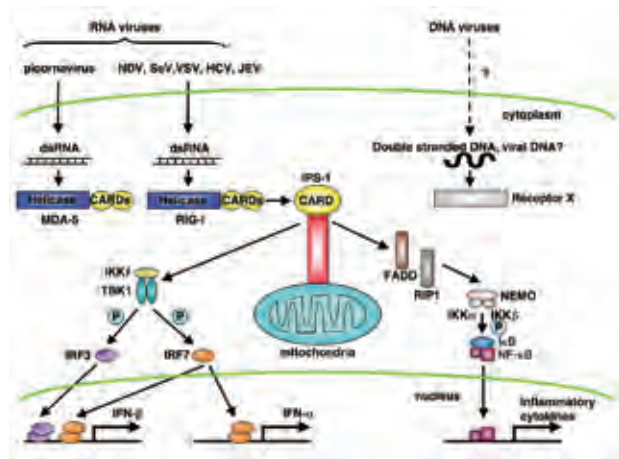 RNA viruses
DNA viruses
picornavirus
NDV, SeV,VSV, HCV, JEV
?
cytoplasm
dsRNA
dsRNA
Double stranded DNA, viral DNA?
IPS-1
Helicase
CARDs
Helicase
CARDs
CARD
Receptor X
MDA-5
RIG-I
FADD
RIP1
TBK1
NEMO
IKKα
IKKβ
P
P
P
IκB
NF-κB
IRF3
IRF7
mitochondria
nucleus
IFN-β
IFN-α
Inflammatory
cytokines